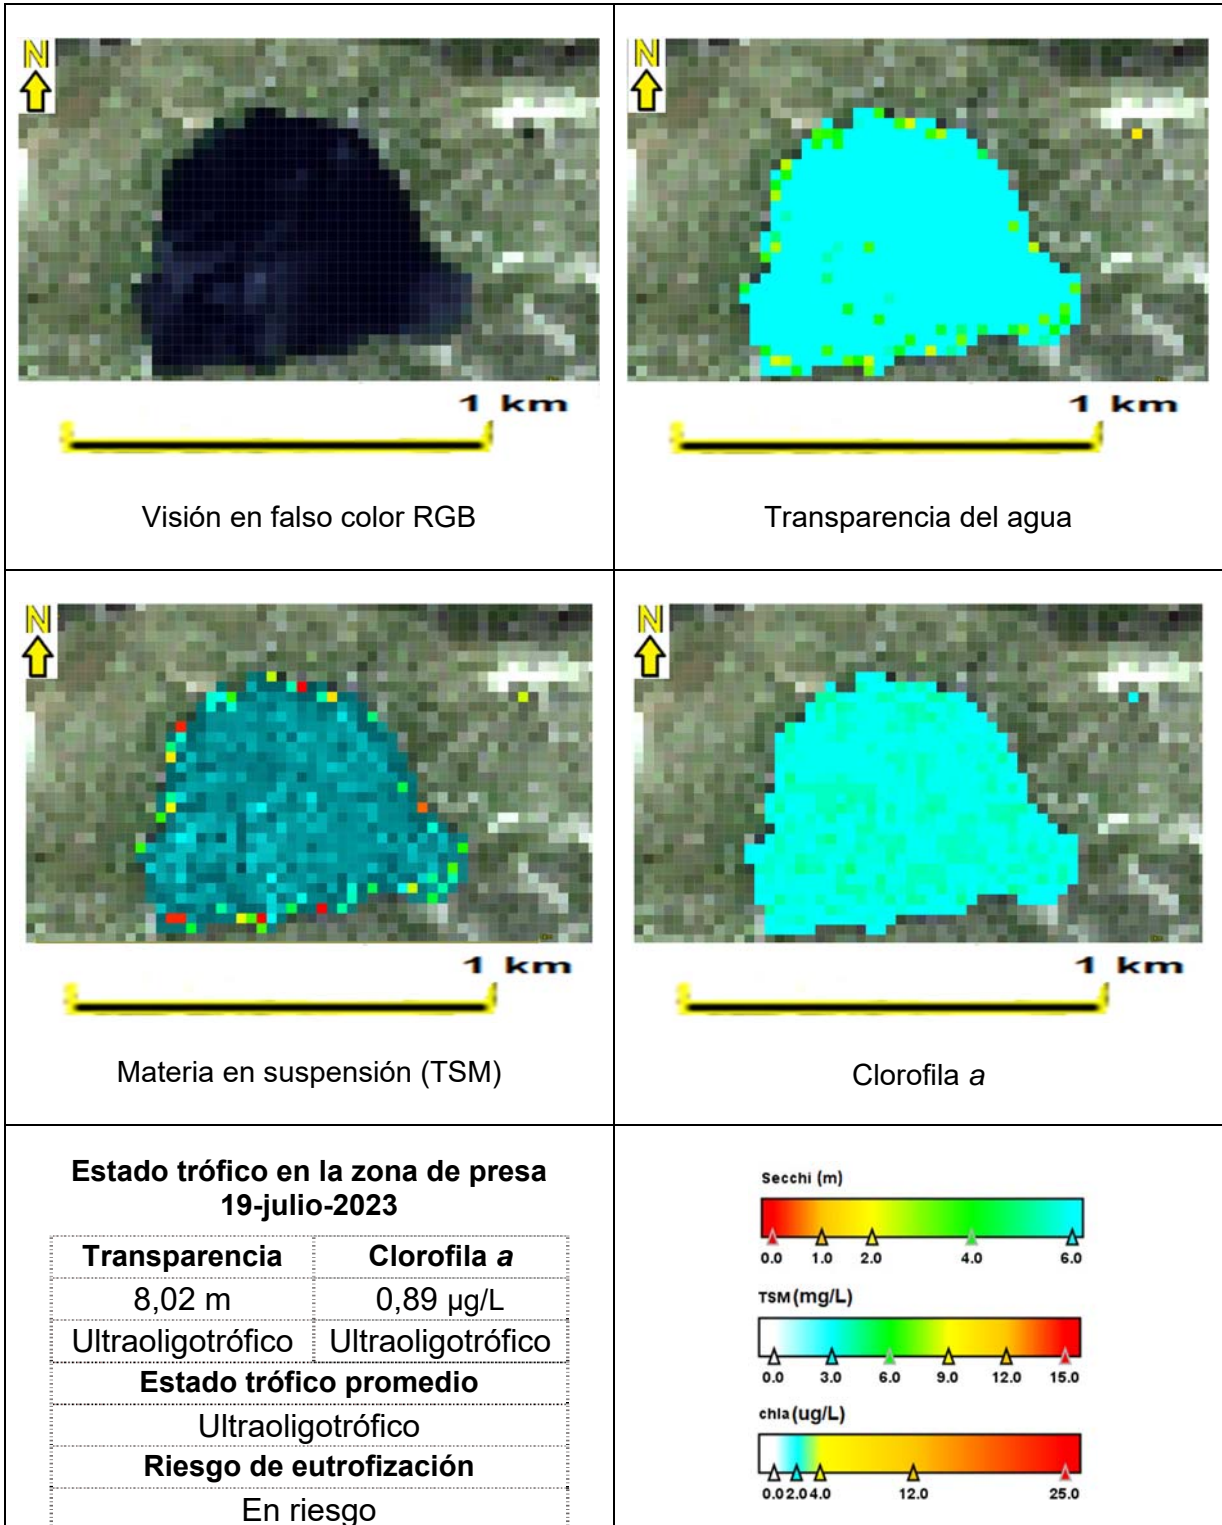 N
N
1 km
1 km
Visión en falso color RGB
Transparencia del agua
N
N
1 km
1 km
Materia en suspensión (TSM)
Clorofila a
Estado trófico en la zona de presa
19-julio-2023
Transparencia Clorofila a
8,02 m 0,89 µg/L
Ultraoligotrófico Ultraoligotrófico
Estado trófico promedio
Ultraoligotrófico
Riesgo de eutrofización
En riesgo
Secchi (m)
0.0 1.0 2.0 4.0 6.0
TSM (mg/L)
0.0 3.0 6.0 9.0 12.0 15.0
chla (ug/L)
0.0 2.0 4.0 12.0 25.0